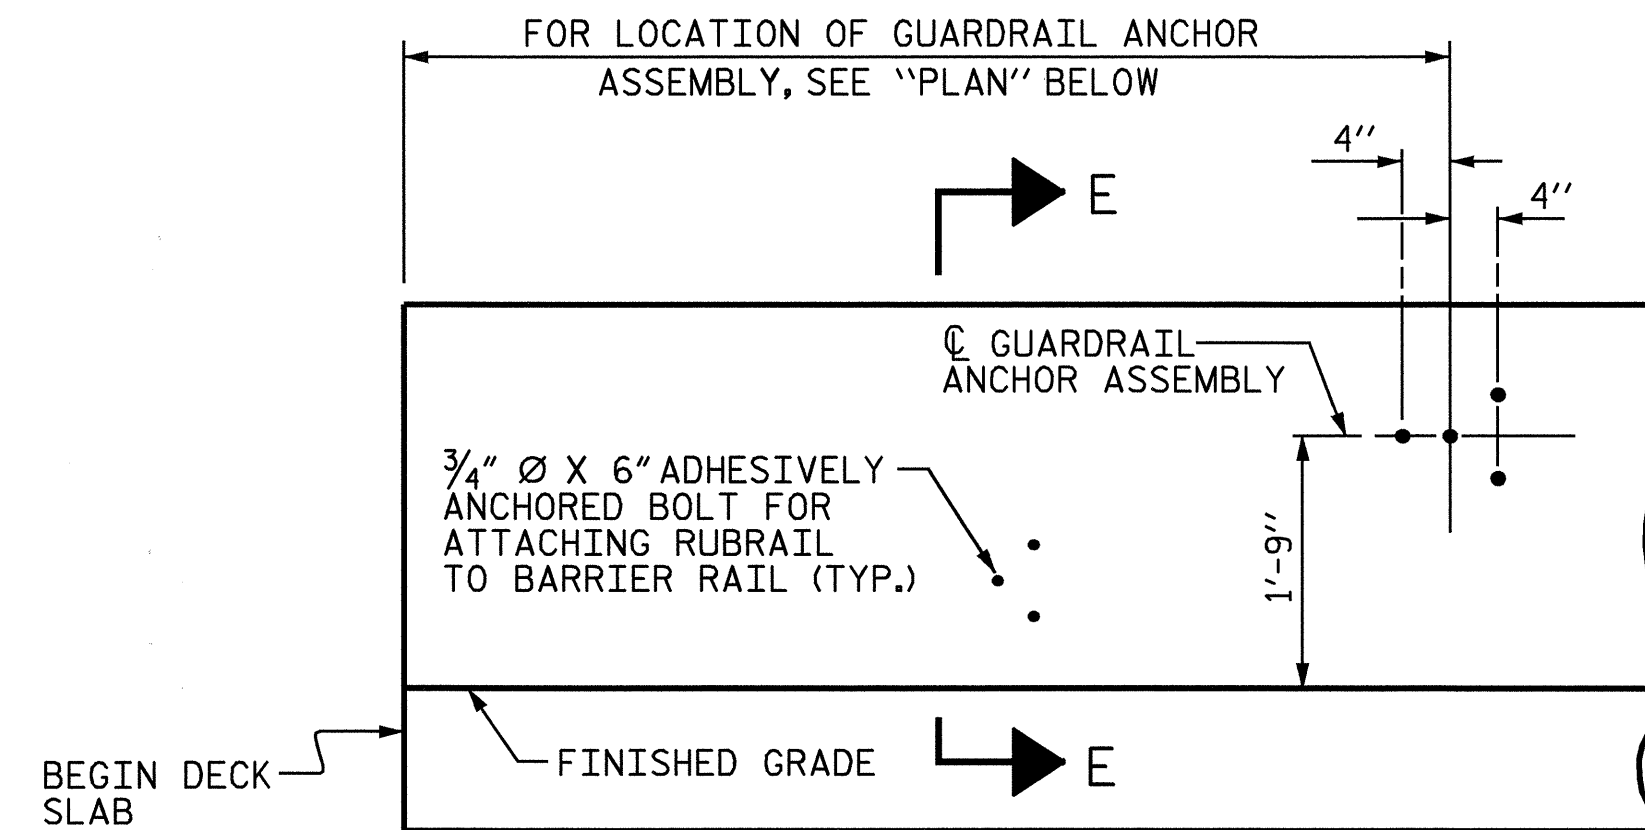 FOR LOCATION OF GUARDRAIL ANCHOR
ASSEMBLY, SEE "PLAN" BELOW
4"
4"
E
℄ GUARDRAIL
ANCHOR ASSEMBLY
3/4" Ø X 6" ADHESIVELY
ANCHORED BOLT FOR
ATTACHING RUBRAIL
TO BARRIER RAIL (TYP.)
1'-9"
FINISHED GRADE
E
BEGIN DECK
SLAB